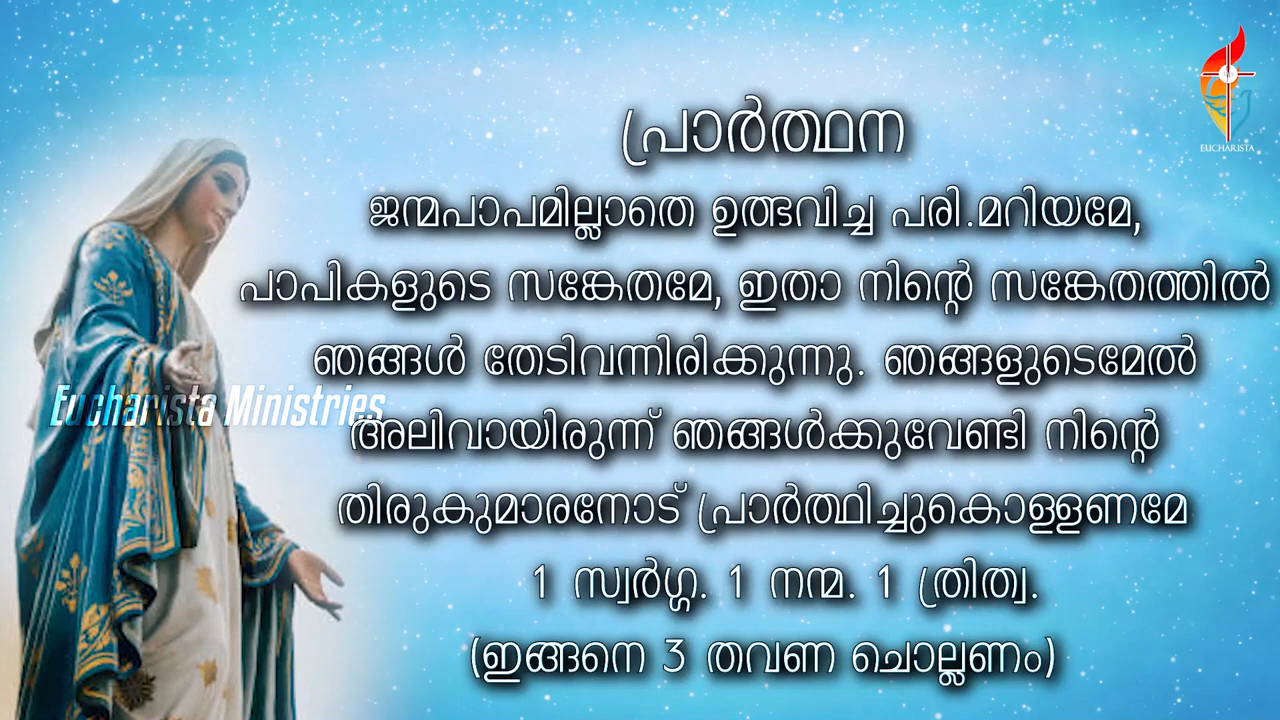 EUCHARISTA
പ്രാർത്ഥന
ജന്മപാപമില്ലാതെ ഉത്ഭവിച്ച പരി.മറിയമേ,
പാപികളുടെ സങ്കേതമേ, ഇതാ നിന്റെ സങ്കേതത്തിൽ
ഞങ്ങൾ തേടിവന്നിരിക്കുന്നു. ഞങ്ങളുടെമേൽ
Eucharista Ministries
അലിവായിരുന്ന് ഞങ്ങൾക്കുവേണ്ടി നിന്റെ
തിരുകുമാരനോട് പ്രാർത്ഥിച്ചുകൊള്ളണമേ
1 സ്വർഗ്ഗ. 1 നന്മ. 1 ത്രിത്വ.
(ഇങ്ങനെ 3 തവണ ചൊല്ലണം)